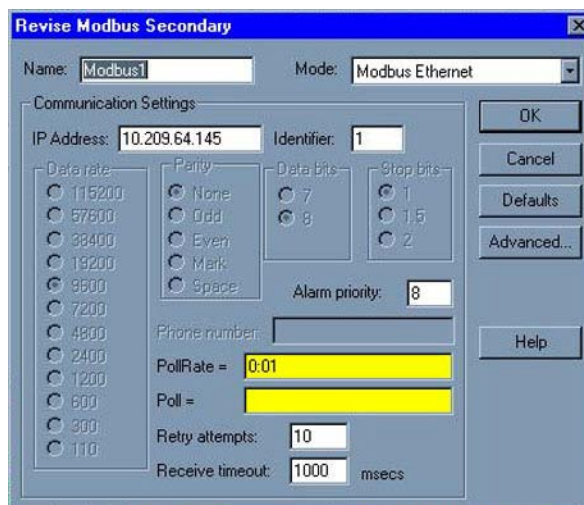 Revise Modbus Secondary
Name: Modbus1 Mode: Modbus Ethernet
Communication Settings
OK
IP Address: 10.209.64.145 Identifier: 1
Cancel
Data rate Parity Data bits Stop bits
115200 None 7 1
57600 Odd 8 1.5
Defaults
38400 Even 2
19200 Mark
Advanced...
9600 Space
Alarm priority: 8
7200
4800 Phone number:
Help
2400 PollRate = 0:01
1200
600 Poll =
300 Retry attempts: 10
110
Receive timeout: 1000 msecs